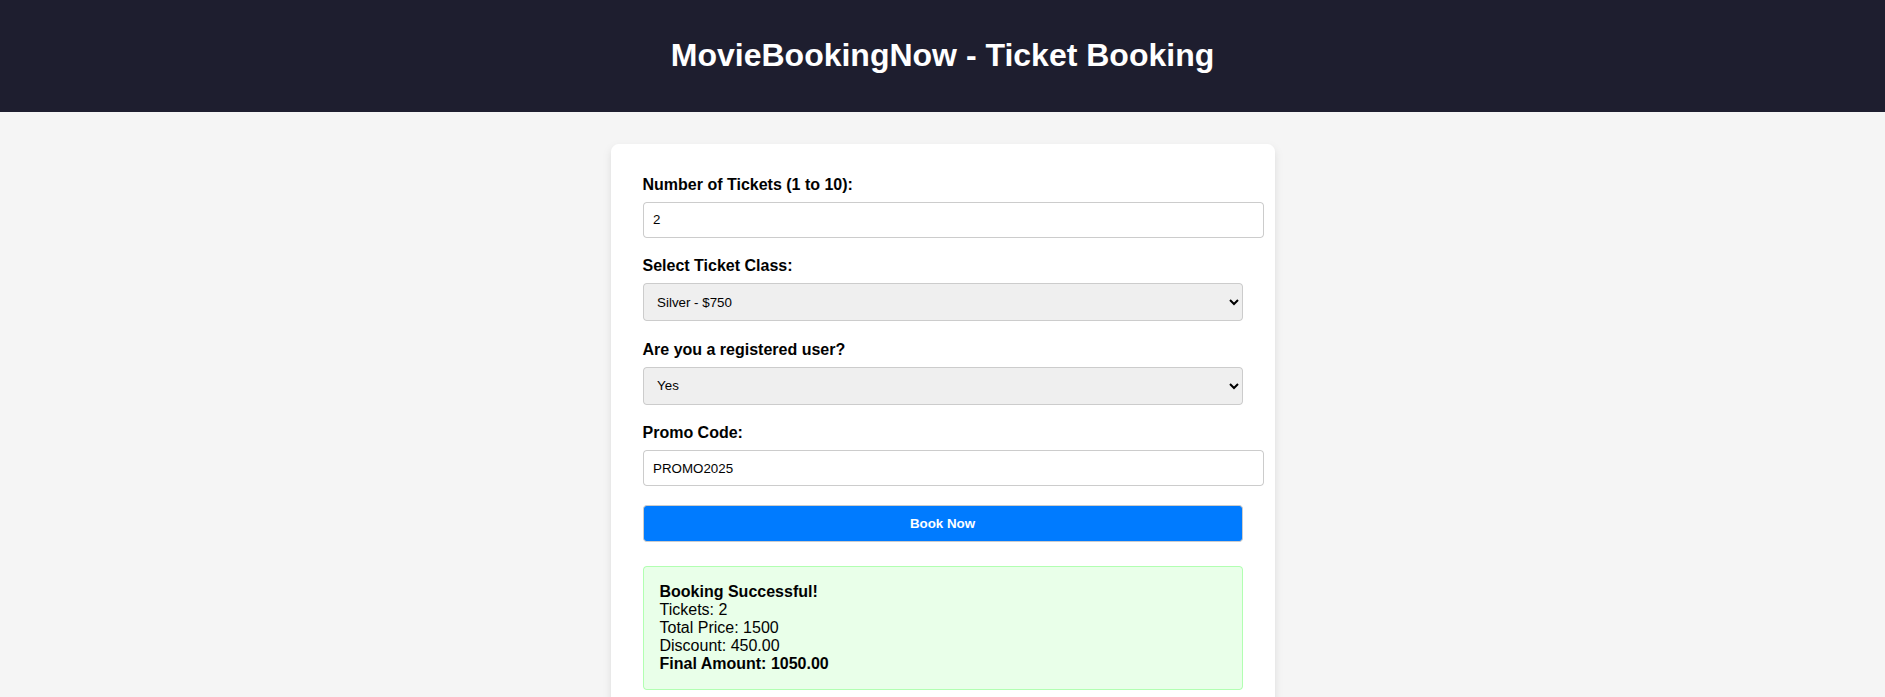 MovieBookingNow - Ticket Booking
Number of Tickets (1 to 10):
2
Select Ticket Class:
Silver - $750
Are you a registered user?
Yes
Promo Code:
PROMO2025
Book Now
Booking Successful!
Tickets: 2
Total Price: 1500
Discount: 450.00
Final Amount: 1050.00